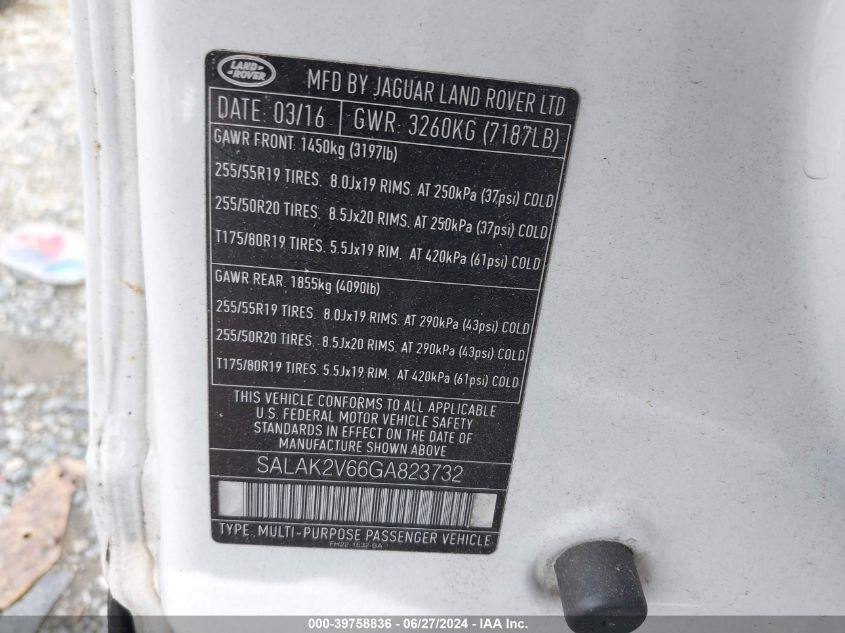 LAND
ROVER
MFD BY JAGUAR LAND ROVER LTD
DATE: 03/16 GWR: 3260KG (7187LB)
GAWR FRONT. 1450kg (3197lb)
255/55R19 TIRES. 8.0Jx19 RIMS. AT 250kPa (37psi) COLD
255/50R20 TIRES. 8.5Jx20 RIMS. AT 250kPa (37psi) COLD
T175/80R19 TIRES. 5.5Jx19 RIM. AT 420kPa (61psi) COLD
GAWR REAR. 1855kg (4090lb)
255/55R19 TIRES. 8.0Jx19 RIMS. AT 290kPa (43psi) COLD
255/50R20 TIRES. 8.5Jx20 RIMS. AT 290kPa (43psi) COLD
T175/80R19 TIRES. 5.5Jx19 RIM. AT 420kPa (61psi) COLD
THIS VEHICLE CONFORMS TO ALL APPLICABLE
U.S. FEDERAL MOTOR VEHICLE SAFETY
STANDARDS IN EFFECT ON THE DATE OF
MANUFACTURE SHOWN ABOVE
SALAK2V66GA823732
TYPE. MULTI-PURPOSE PASSENGER VEHICLE
FH22-1532-BA
000-39758836 - 06/27/2024 - IAA Inc.